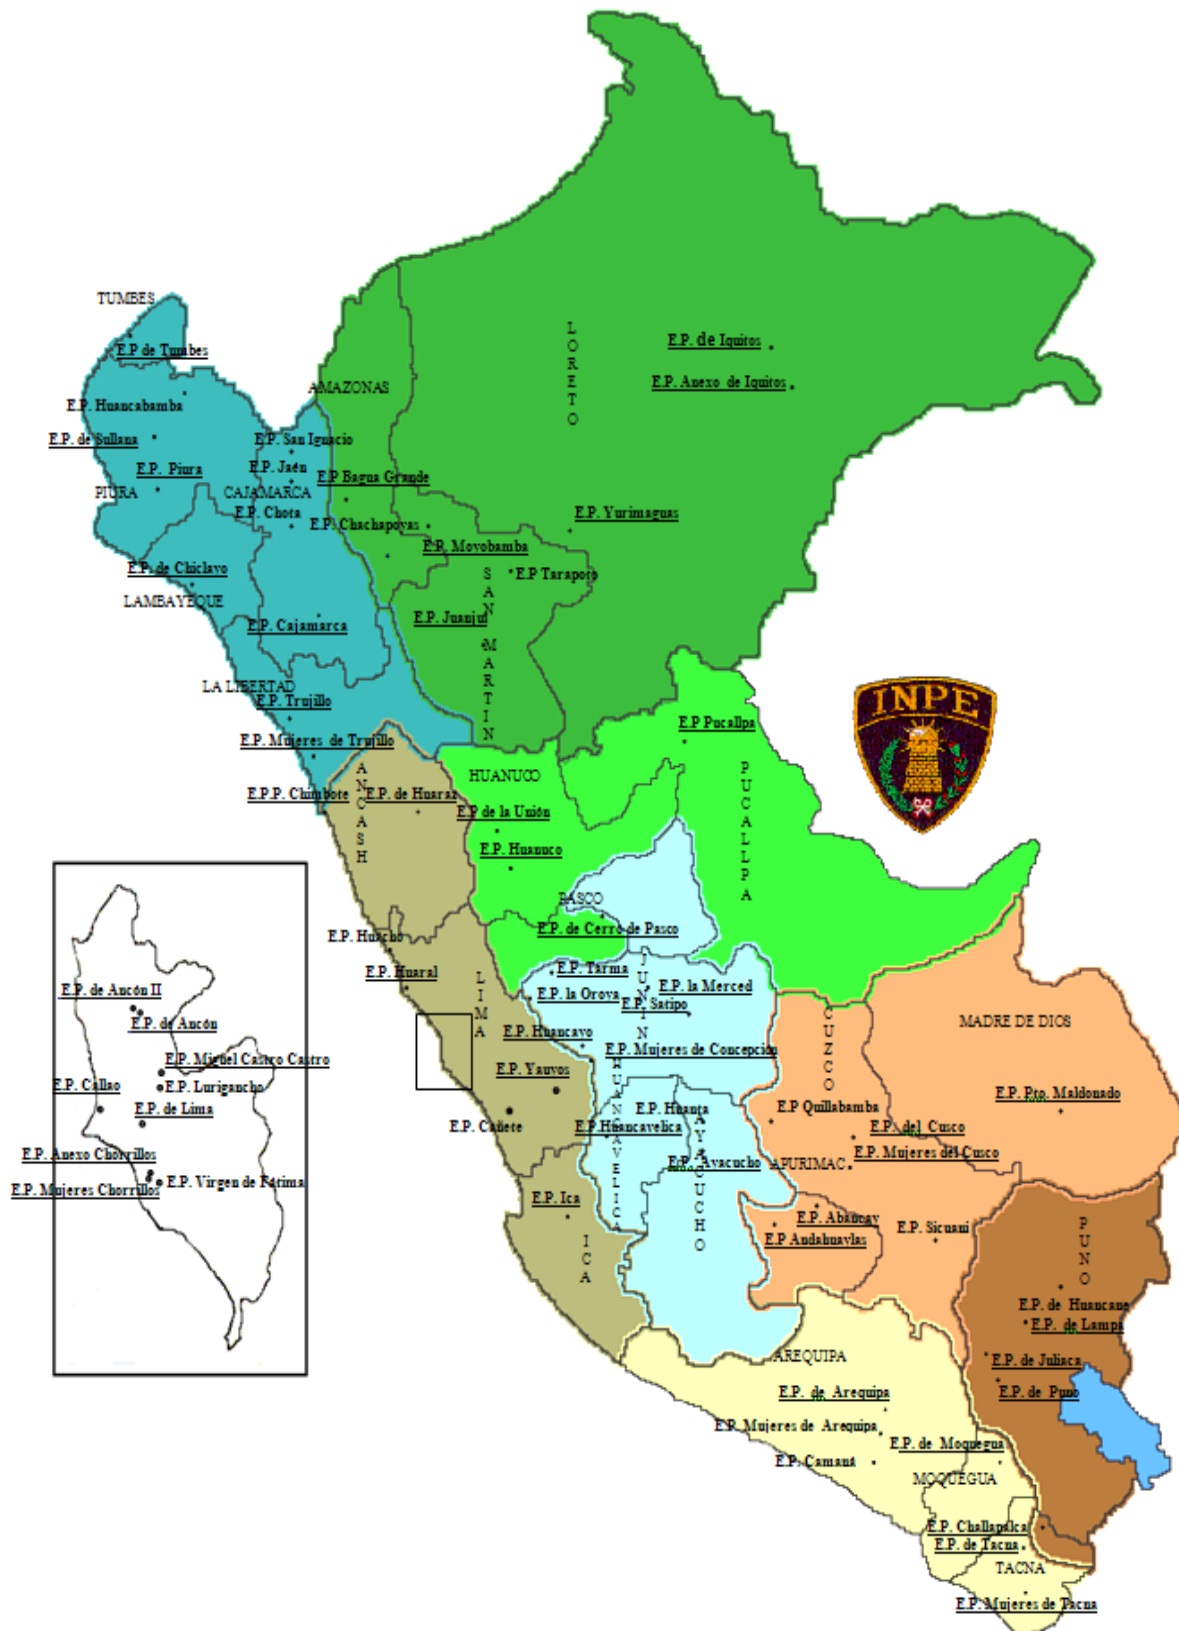 TUMBES
E.P de Tumbes
E.P. Huancabamba
E.P. de Sullana
E.P. Piura
PIURA
E.P. de Chiclayo
LAMBAYEQUE
E.P. San Ignacio
E.P. Jaén
CAJAMARCA
E.P. Chota
E.P. Cajamarca
LA LIBERTAD
E.P. Trujillo
E.P. Mujeres de Trujillo
AMAZONAS
E.P Bagua Grande
E.P. Chachapoyas
LORETO
E.P. de Iquitos
E.P. Anexo de Iquitos
E.P. Yurimaguas
E.P. Moyobamba
E.P Tarapoto
SAN MARTIN
E.P. Juanjui
INPE
E.P Pucallpa
PUCALLPA
HUANUCO
E.P de la Unión
E.P. Huanuco
ANCASH
E.P.P. Chimbote
E.P. de Huaraz
PASCO
E.P. de Cerro de Pasco
E.P. Huacho
E.P. Huaral
LIMA
E.P. Tarma
JUNIN
E.P. la Merced
E.P. la Oroya
E.P. Satipo
E.P. Huancayo
E.P. Mujeres de Concepción
E.P. Yauyos
E.P. Cañete
HUANCAVELICA
E.P. Huanta
E.P.Huancavelica
AYACUCHO
E.P. Ayacucho
E.P. Ica
ICA
CUZCO
MADRE DE DIOS
E.P. Pto. Maldonado
E.P Quillabamba
E.P. del Cusco
E.P. Mujeres del Cusco
APURIMAC
E.P. Abancay
E.P Andahuaylas
E.P. Sicuani
PUNO
E.P. de Huancane
E.P. de Lampa
E.P. de Juliaca
E.P. de Puno
AREQUIPA
E.P. de Arequipa
E.P. Mujeres de Arequipa
E.P. Camaná
E.P. de Moquegua
MOQUEGUA
E.P. Challapalca
E.P. de Tacna
TACNA
E.P. Mujeres de Tacna
E.P. de Ancón II
E.P. de Ancón
E.P. Miguel Castro Castro
E.P. Callao
E.P. Lurigancho
E.P. de Lima
E.P. Anexo Chorrillos
E.P. Mujeres Chorrillos
E.P. Virgen de Fátima